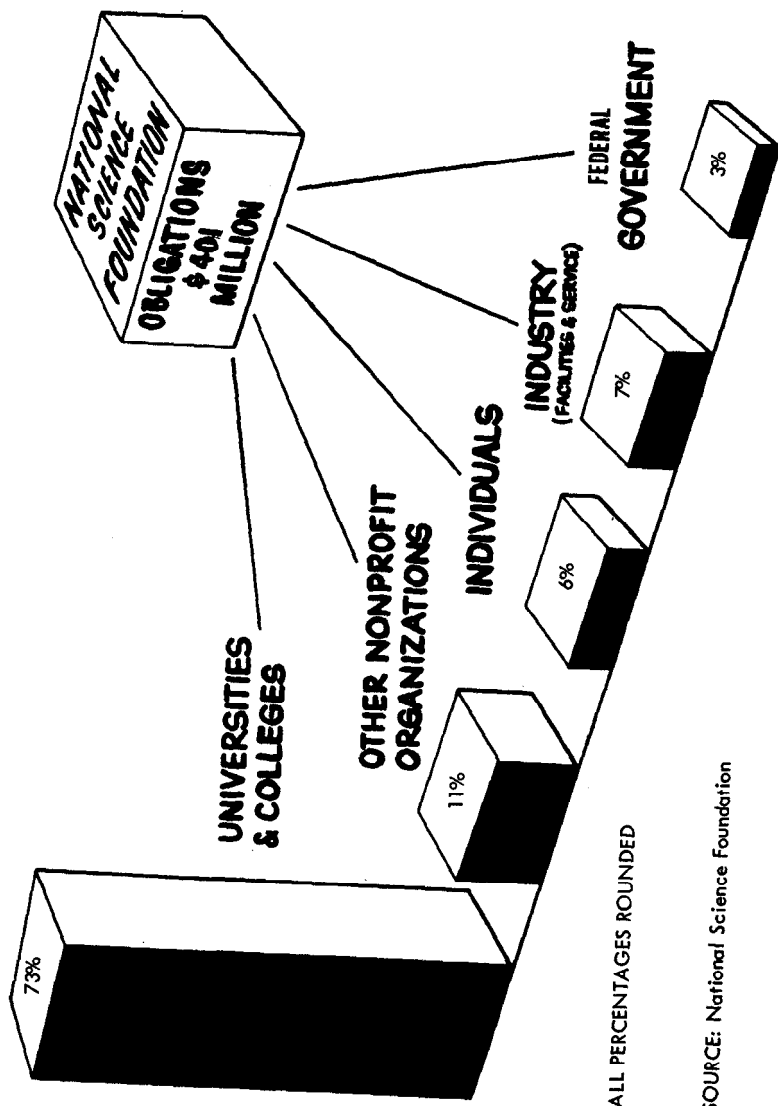 NATIONAL
SCIENCE
FOUNDATION
OBLIGATIONS
$401
MILLION
UNIVERSITIES
& COLLEGES
OTHER NONPROFIT
ORGANIZATIONS
INDIVIDUALS
INDUSTRY
(FACILITIES & SERVICE)
FEDERAL
GOVERNMENT
73%
11%
6%
7%
3%
ALL PERCENTAGES ROUNDED
SOURCE: National Science Foundation